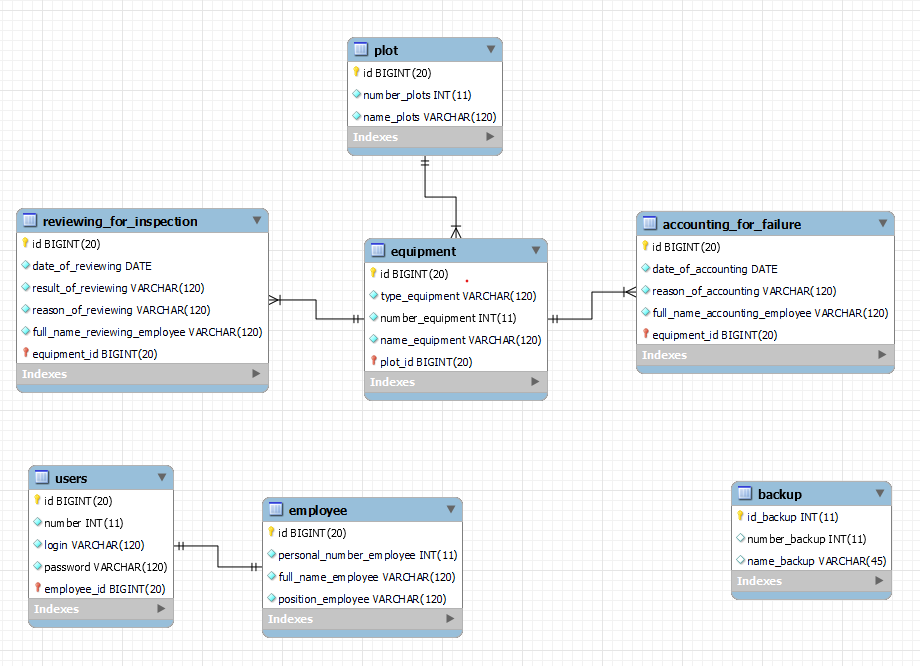 plot
id BIGINT(20)
number_plots INT(11)
name_plots VARCHAR(120)
Indexes
reviewing_for_inspection
id BIGINT(20)
date_of_reviewing DATE
result_of_reviewing VARCHAR(120)
reason_of_reviewing VARCHAR(120)
full_name_reviewing_employee VARCHAR(120)
equipment_id BIGINT(20)
Indexes
equipment
id BIGINT(20)
type_equipment VARCHAR(120)
number_equipment INT(11)
name_equipment VARCHAR(120)
plot_id BIGINT(20)
Indexes
accounting_for_failure
id BIGINT(20)
date_of_accounting DATE
reason_of_accounting VARCHAR(120)
full_name_accounting_employee VARCHAR(120)
equipment_id BIGINT(20)
Indexes
users
id BIGINT(20)
number INT(11)
login VARCHAR(120)
password VARCHAR(120)
employee_id BIGINT(20)
Indexes
employee
id BIGINT(20)
personal_number_employee INT(11)
full_name_employee VARCHAR(120)
position_employee VARCHAR(120)
Indexes
backup
id_backup INT(11)
number_backup INT(11)
name_backup VARCHAR(45)
Indexes